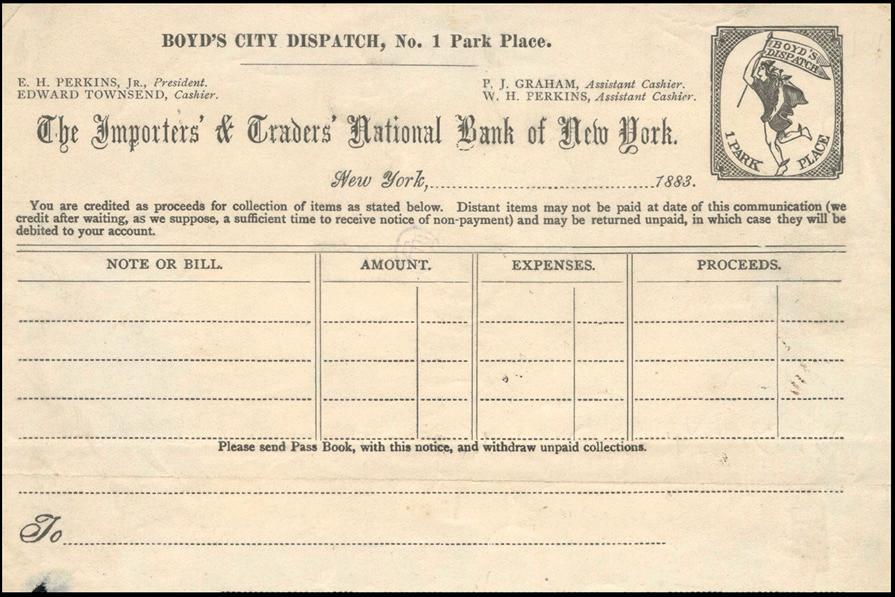 BOYD'S CITY DISPATCH, No. 1 Park Place.
BOYD'S
DISPATCH
1 PARK PLACE
E. H. PERKINS, JR., President.
EDWARD TOWNSEND, Cashier.
P. J. GRAHAM, Assistant Cashier.
W. H. PERKINS, Assistant Cashier.
The Importers' & Traders' National Bank of New York.
New York,..........................................1883.
You are credited as proceeds for collection of items as stated below. Distant items may not be paid at date of this communication (we
credit after waiting, as we suppose, a sufficient time to receive notice of non-payment) and may be returned unpaid, in which case they will be
debited to your account.
NOTE OR BILL. AMOUNT. EXPENSES. PROCEEDS.
Please send Pass Book, with this notice, and withdraw unpaid collections.
To